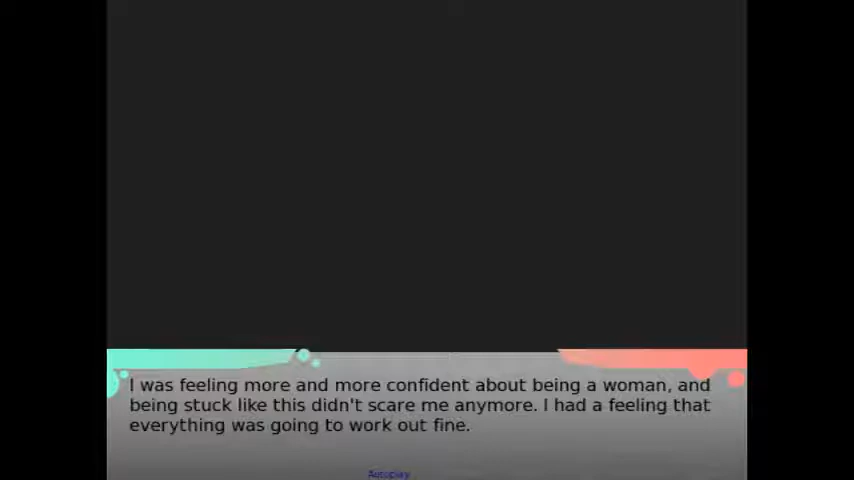 I was feeling more and more confident about being a woman, and
being stuck like this didn't scare me anymore. I had a feeling that
everything was going to work out fine.
Autoplay